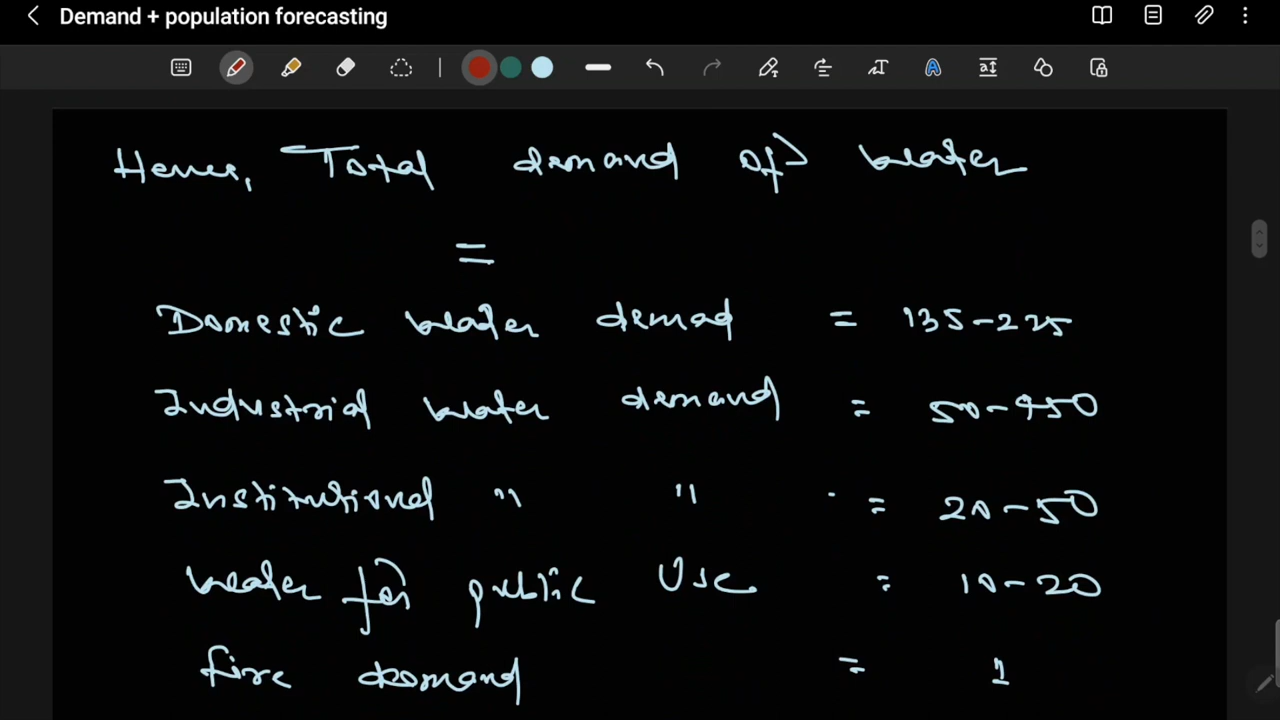 Demand + population forecasting
Hence, Total demand of water
=
Domestic water demad = 135-225
Industrial water demand = 50-450
Institutional " " = 20-50
water for public Use = 10-20
fire demand = 1